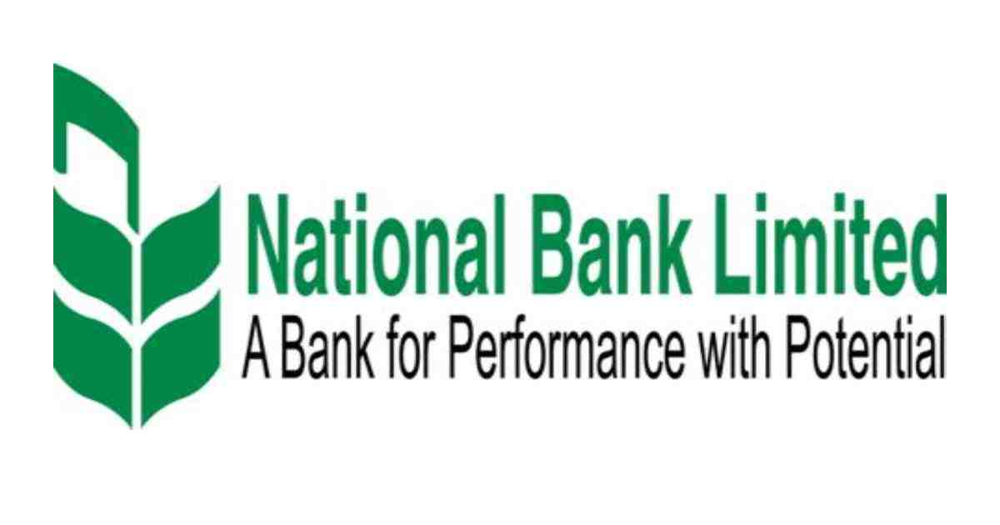 National Bank Limited
A Bank for Performance with Potential